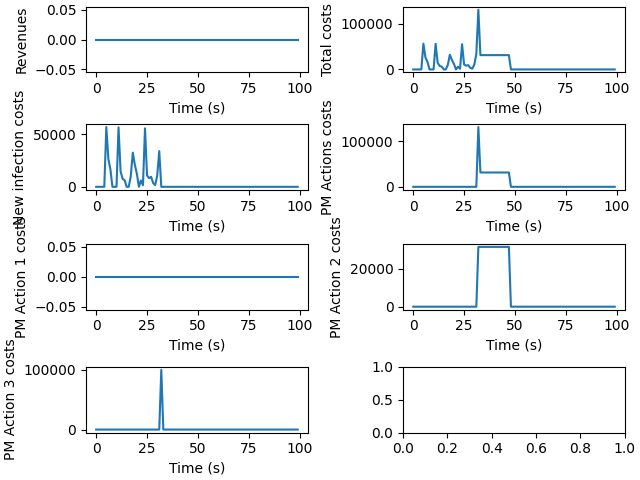 Revenues
0.05
0.00
−0.05
0 25 50 75 100
Time (s)
Total costs
100000
0
0 25 50 75 100
Time (s)
New infection costs
50000
0
0 25 50 75 100
Time (s)
PM Actions costs
100000
0
0 25 50 75 100
Time (s)
PM Action 1 costs
0.05
0.00
−0.05
0 25 50 75 100
Time (s)
PM Action 2 costs
20000
0
0 25 50 75 100
Time (s)
PM Action 3 costs
100000
0
0 25 50 75 100
Time (s)
1.0
0.5
0.0
0.0 0.2 0.4 0.6 0.8 1.0